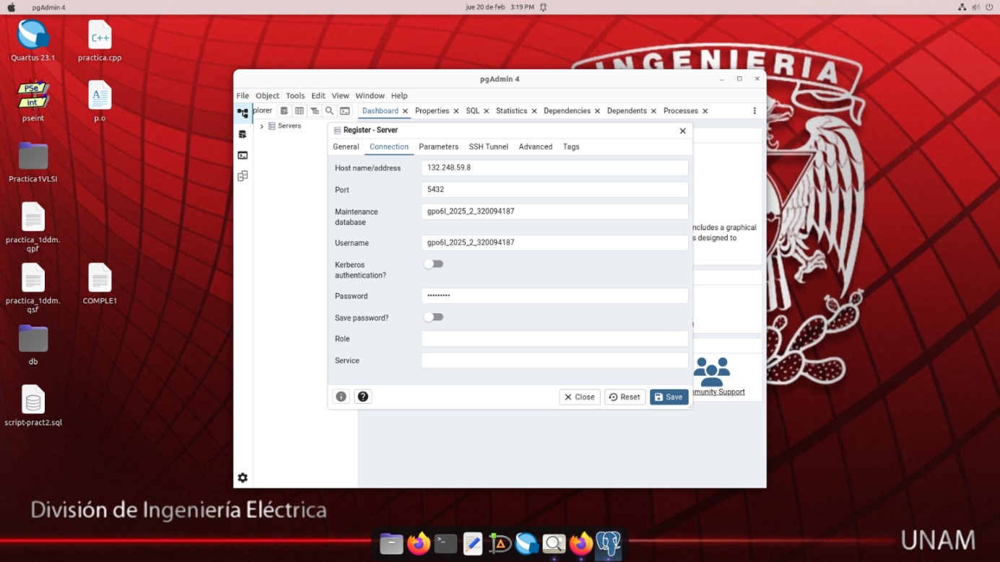 pgAdmin 4
jue 20 de feb 3:19 PM
Quartus 23.1
C++
practica.cpp
INGENIERIA
PSe
Int
pseint
A
p.o
Practica1VLSI
practica_1ddm.
qpf
practica_1ddm.
qsf
COMPLE1
db
script-pract2.sql
pgAdmin 4
File Object Tools Edit View Window Help
plorer
Dashboard Properties SQL Statistics Dependencies Dependents Processes
Servers
Register - Server
General Connection Parameters SSH Tunnel Advanced Tags
Host name/address 132.248.59.8
Port 5432
Maintenance
database
gpo6l_2025_2_320094187
Username gpo6l_2025_2_320094187
Kerberos
authentication?
Password •••••••••
Save password?
Role
Service
Close Reset Save
ncludes a graphical
s designed to
mmunity Support
División de Ingeniería Eléctrica
UNAM